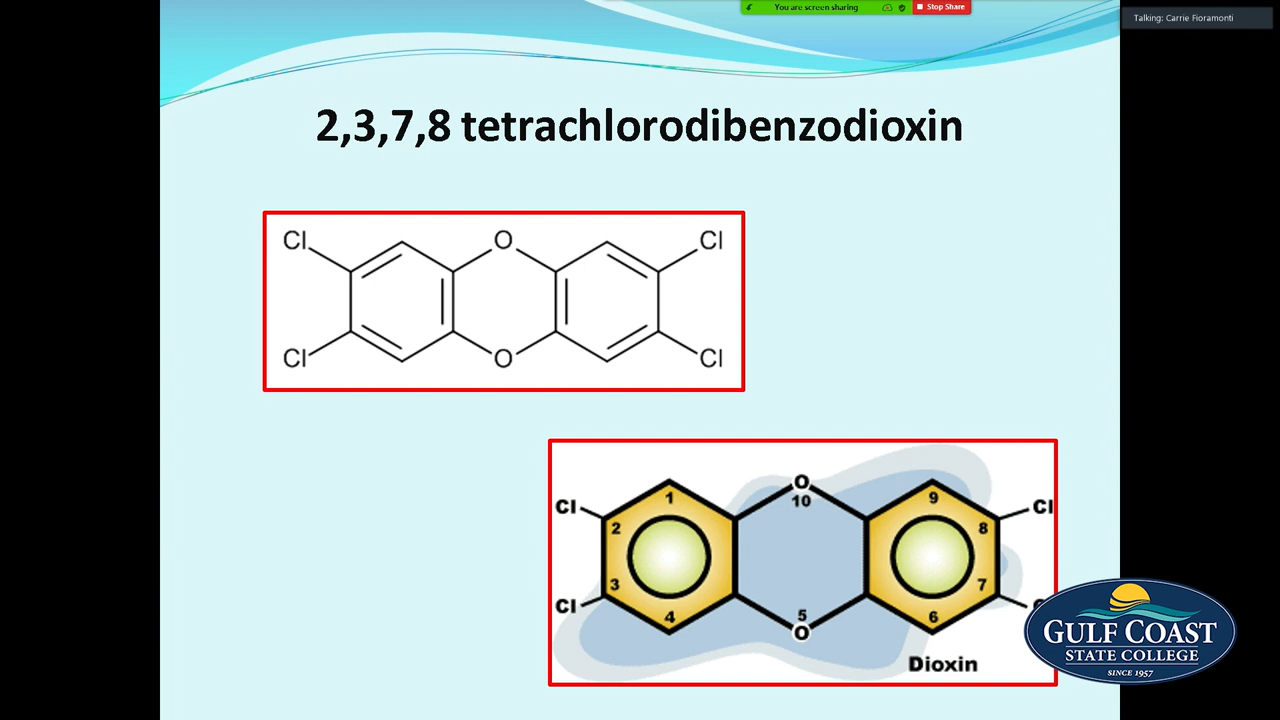 You are screen sharing
Stop Share
Talking: Carrie Fioramonti
2,3,7,8 tetrachlorodibenzodioxin
Cl O Cl
Cl O Cl
O
Cl 1 10 9 Cl
2 8
3 7
Cl 4 5 6
O
Dioxin
GULF COAST
STATE COLLEGE
SINCE 1957